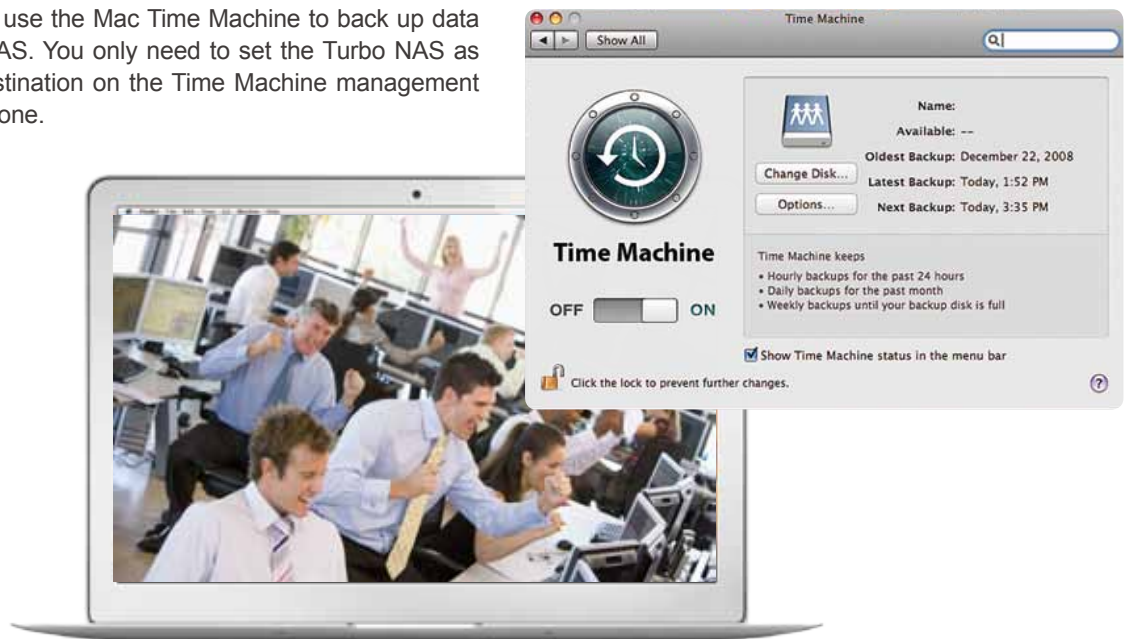 use the Mac Time Machine to back up data
AS. You only need to set the Turbo NAS as
stination on the Time Machine management
one.
Time Machine
Show All
Name:
Available: --
Oldest Backup: December 22, 2008
Change Disk...
Latest Backup: Today, 1:52 PM
Options...
Next Backup: Today, 3:35 PM
Time Machine
Time Machine keeps
• Hourly backups for the past 24 hours
• Daily backups for the past month
• Weekly backups until your backup disk is full
OFF ON
Show Time Machine status in the menu bar
Click the lock to prevent further changes.
?